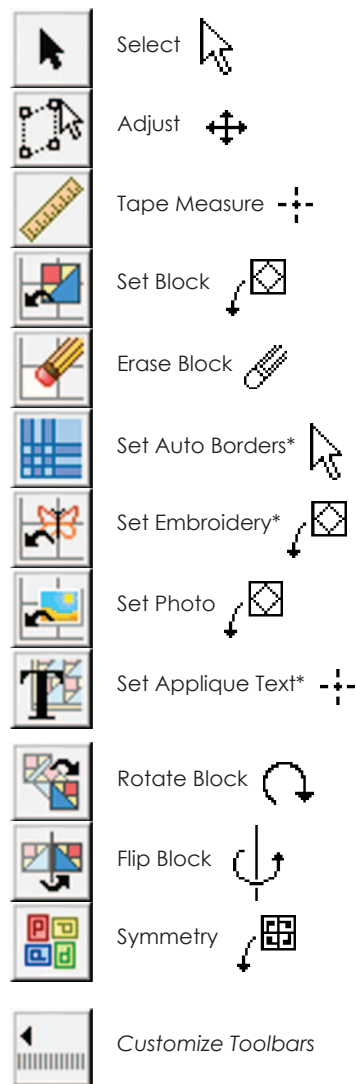 Select
Adjust
Tape Measure
Set Block
Erase Block
Set Auto Borders*
Set Embroidery*
Set Photo
T
Set Applique Text*
Rotate Block
Flip Block
Symmetry
Customize Toolbars